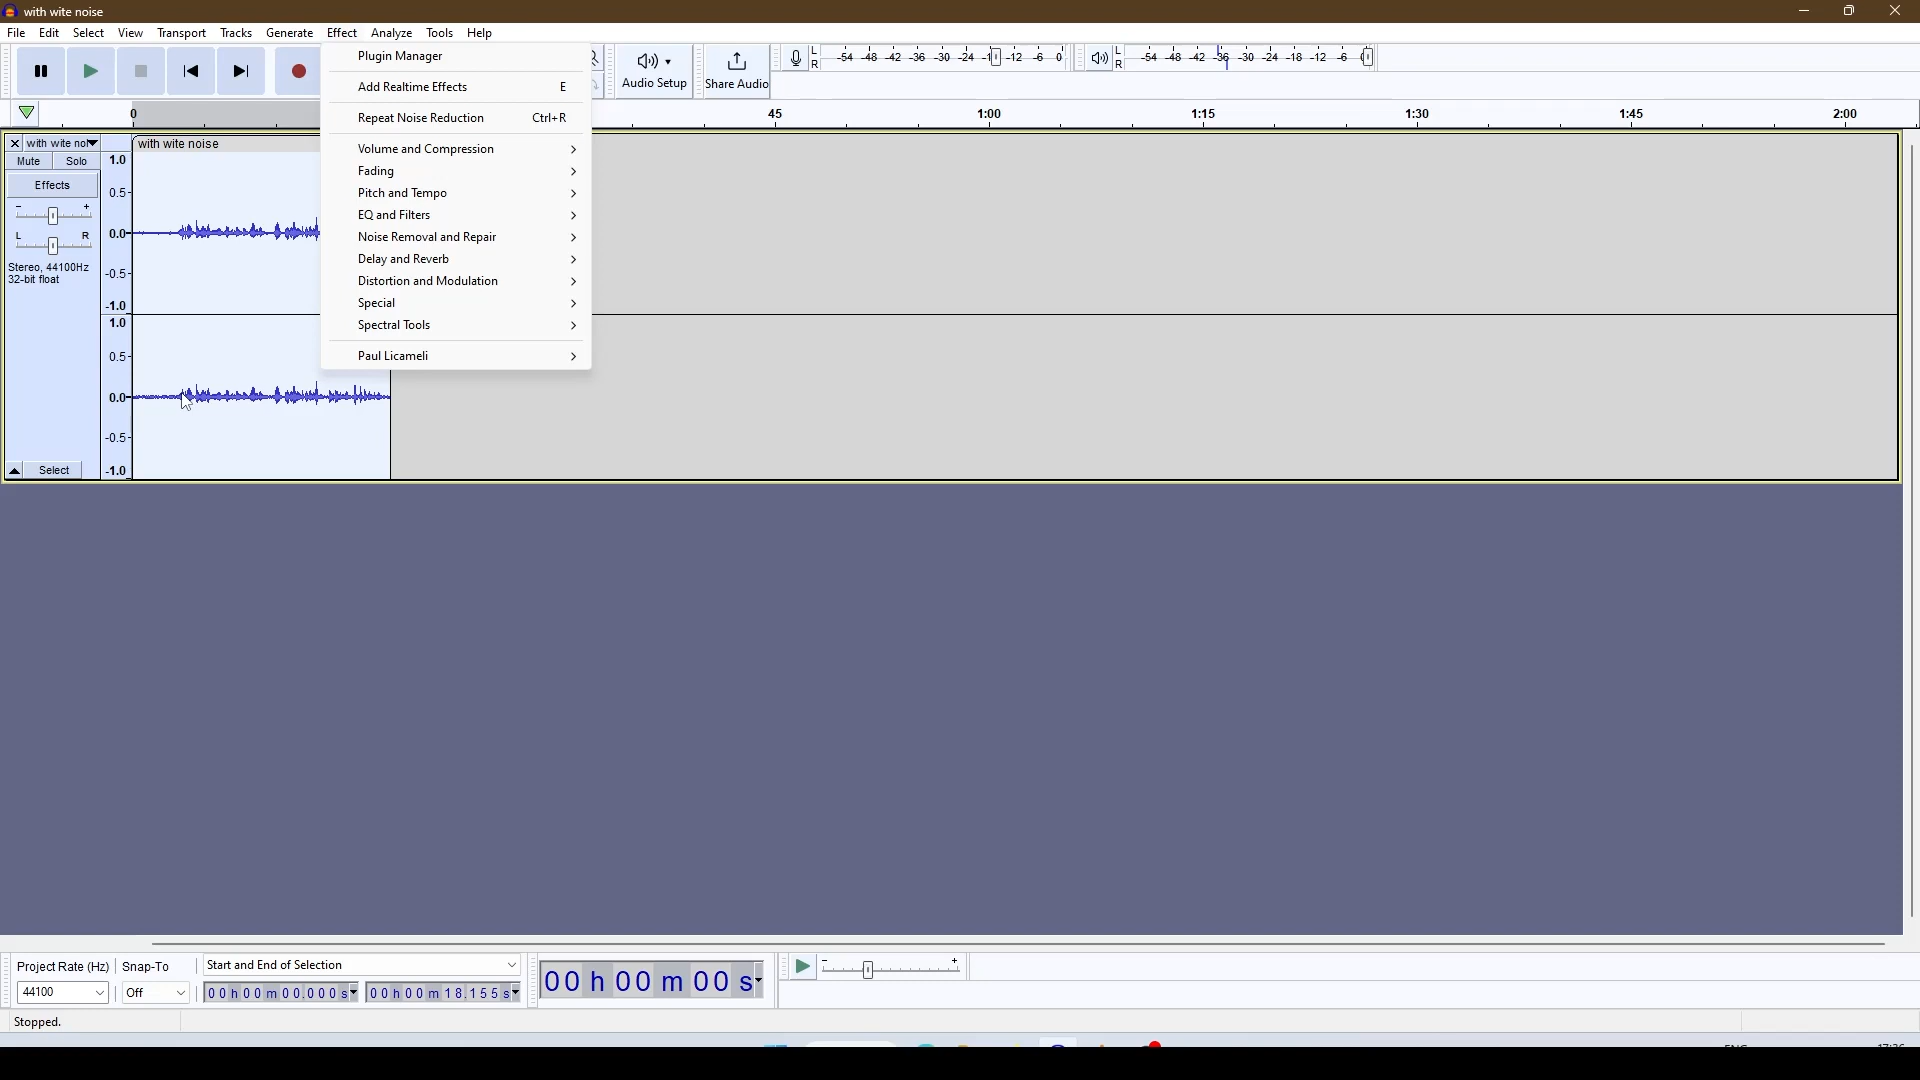 with wite noise
File Edit Select View Transport Tracks Generate Effect Analyze Tools Help
Plugin Manager
Add Realtime Effects E
Repeat Noise Reduction Ctrl+R
Volume and Compression
Fading
Pitch and Tempo
EQ and Filters
Noise Removal and Repair
Delay and Reverb
Distortion and Modulation
Special
Spectral Tools
Paul Licameli
Audio Setup
Share Audio
L
R
-54 -48 -42 -36 -30 -24 -1 -12 -6 0
L
R
-54 -48 -42 -36 -30 -24 -18 -12 -6 0
0 45 1:00 1:15 1:30 1:45 2:00
with wite noi
Mute Solo
Effects
- +
L R
Stereo, 44100Hz
32-bit float
Select
with wite noise
1.0
0.5
0.0
-0.5
-1.0
1.0
0.5
0.0
-0.5
-1.0
Project Rate (Hz) Snap-To
44100 Off
Start and End of Selection
00 h 00 m 00.000 s 00 h 00 m 18.155 s
00 h 00 m 00 s
- +
Stopped.